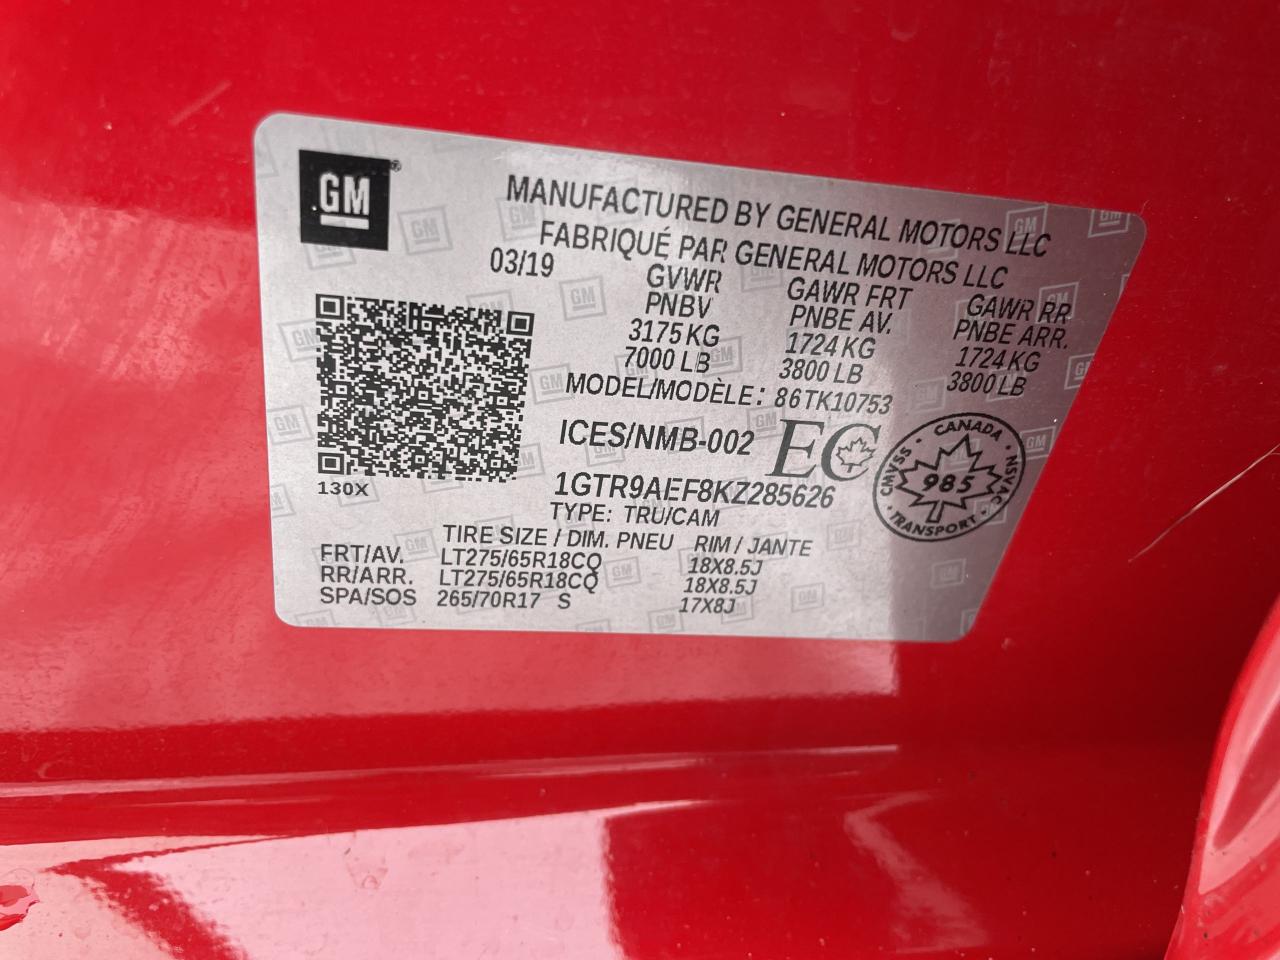 GM
MANUFACTURED BY GENERAL MOTORS LLC
FABRIQUÉ PAR GENERAL MOTORS LLC
03/19 GVWR GAWR FRT GAWR RR
PNBV PNBE AV. PNBE ARR.
3175 KG 1724 KG 1724 KG
7000 LB 3800 LB 3800 LB
MODEL/MODÈLE: 86TK10753
ICES/NMB-002 EC
CANADA
CMVSS 985 NSVAC
TRANSPORT
130X
1GTR9AEF8KZ285626
TYPE: TRU/CAM
TIRE SIZE / DIM. PNEU RIM / JANTE
FRT/AV. LT275/65R18CQ 18X8.5J
RR/ARR. LT275/65R18CQ 18X8.5J
SPA/SOS 265/70R17 S 17X8J